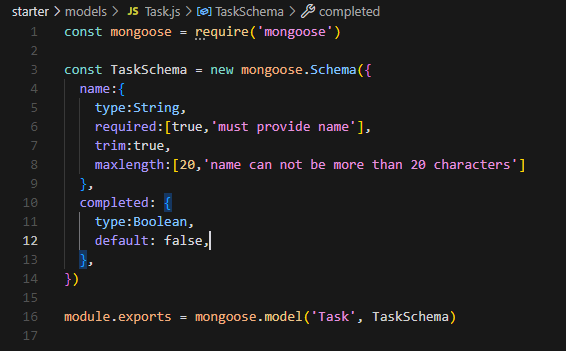 starter > models > JS Task.js > TaskSchema > completed
1 const mongoose = require('mongoose')
2
3 const TaskSchema = new mongoose.Schema({
4 name:{
5 type:String,
6 required:[true,'must provide name'],
7 trim:true,
8 maxlength:[20,'name can not be more than 20 characters']
9 },
10 completed: {
11 type:Boolean,
12 default: false,
13 },
14 })
15
16 module.exports = mongoose.model('Task', TaskSchema)
17